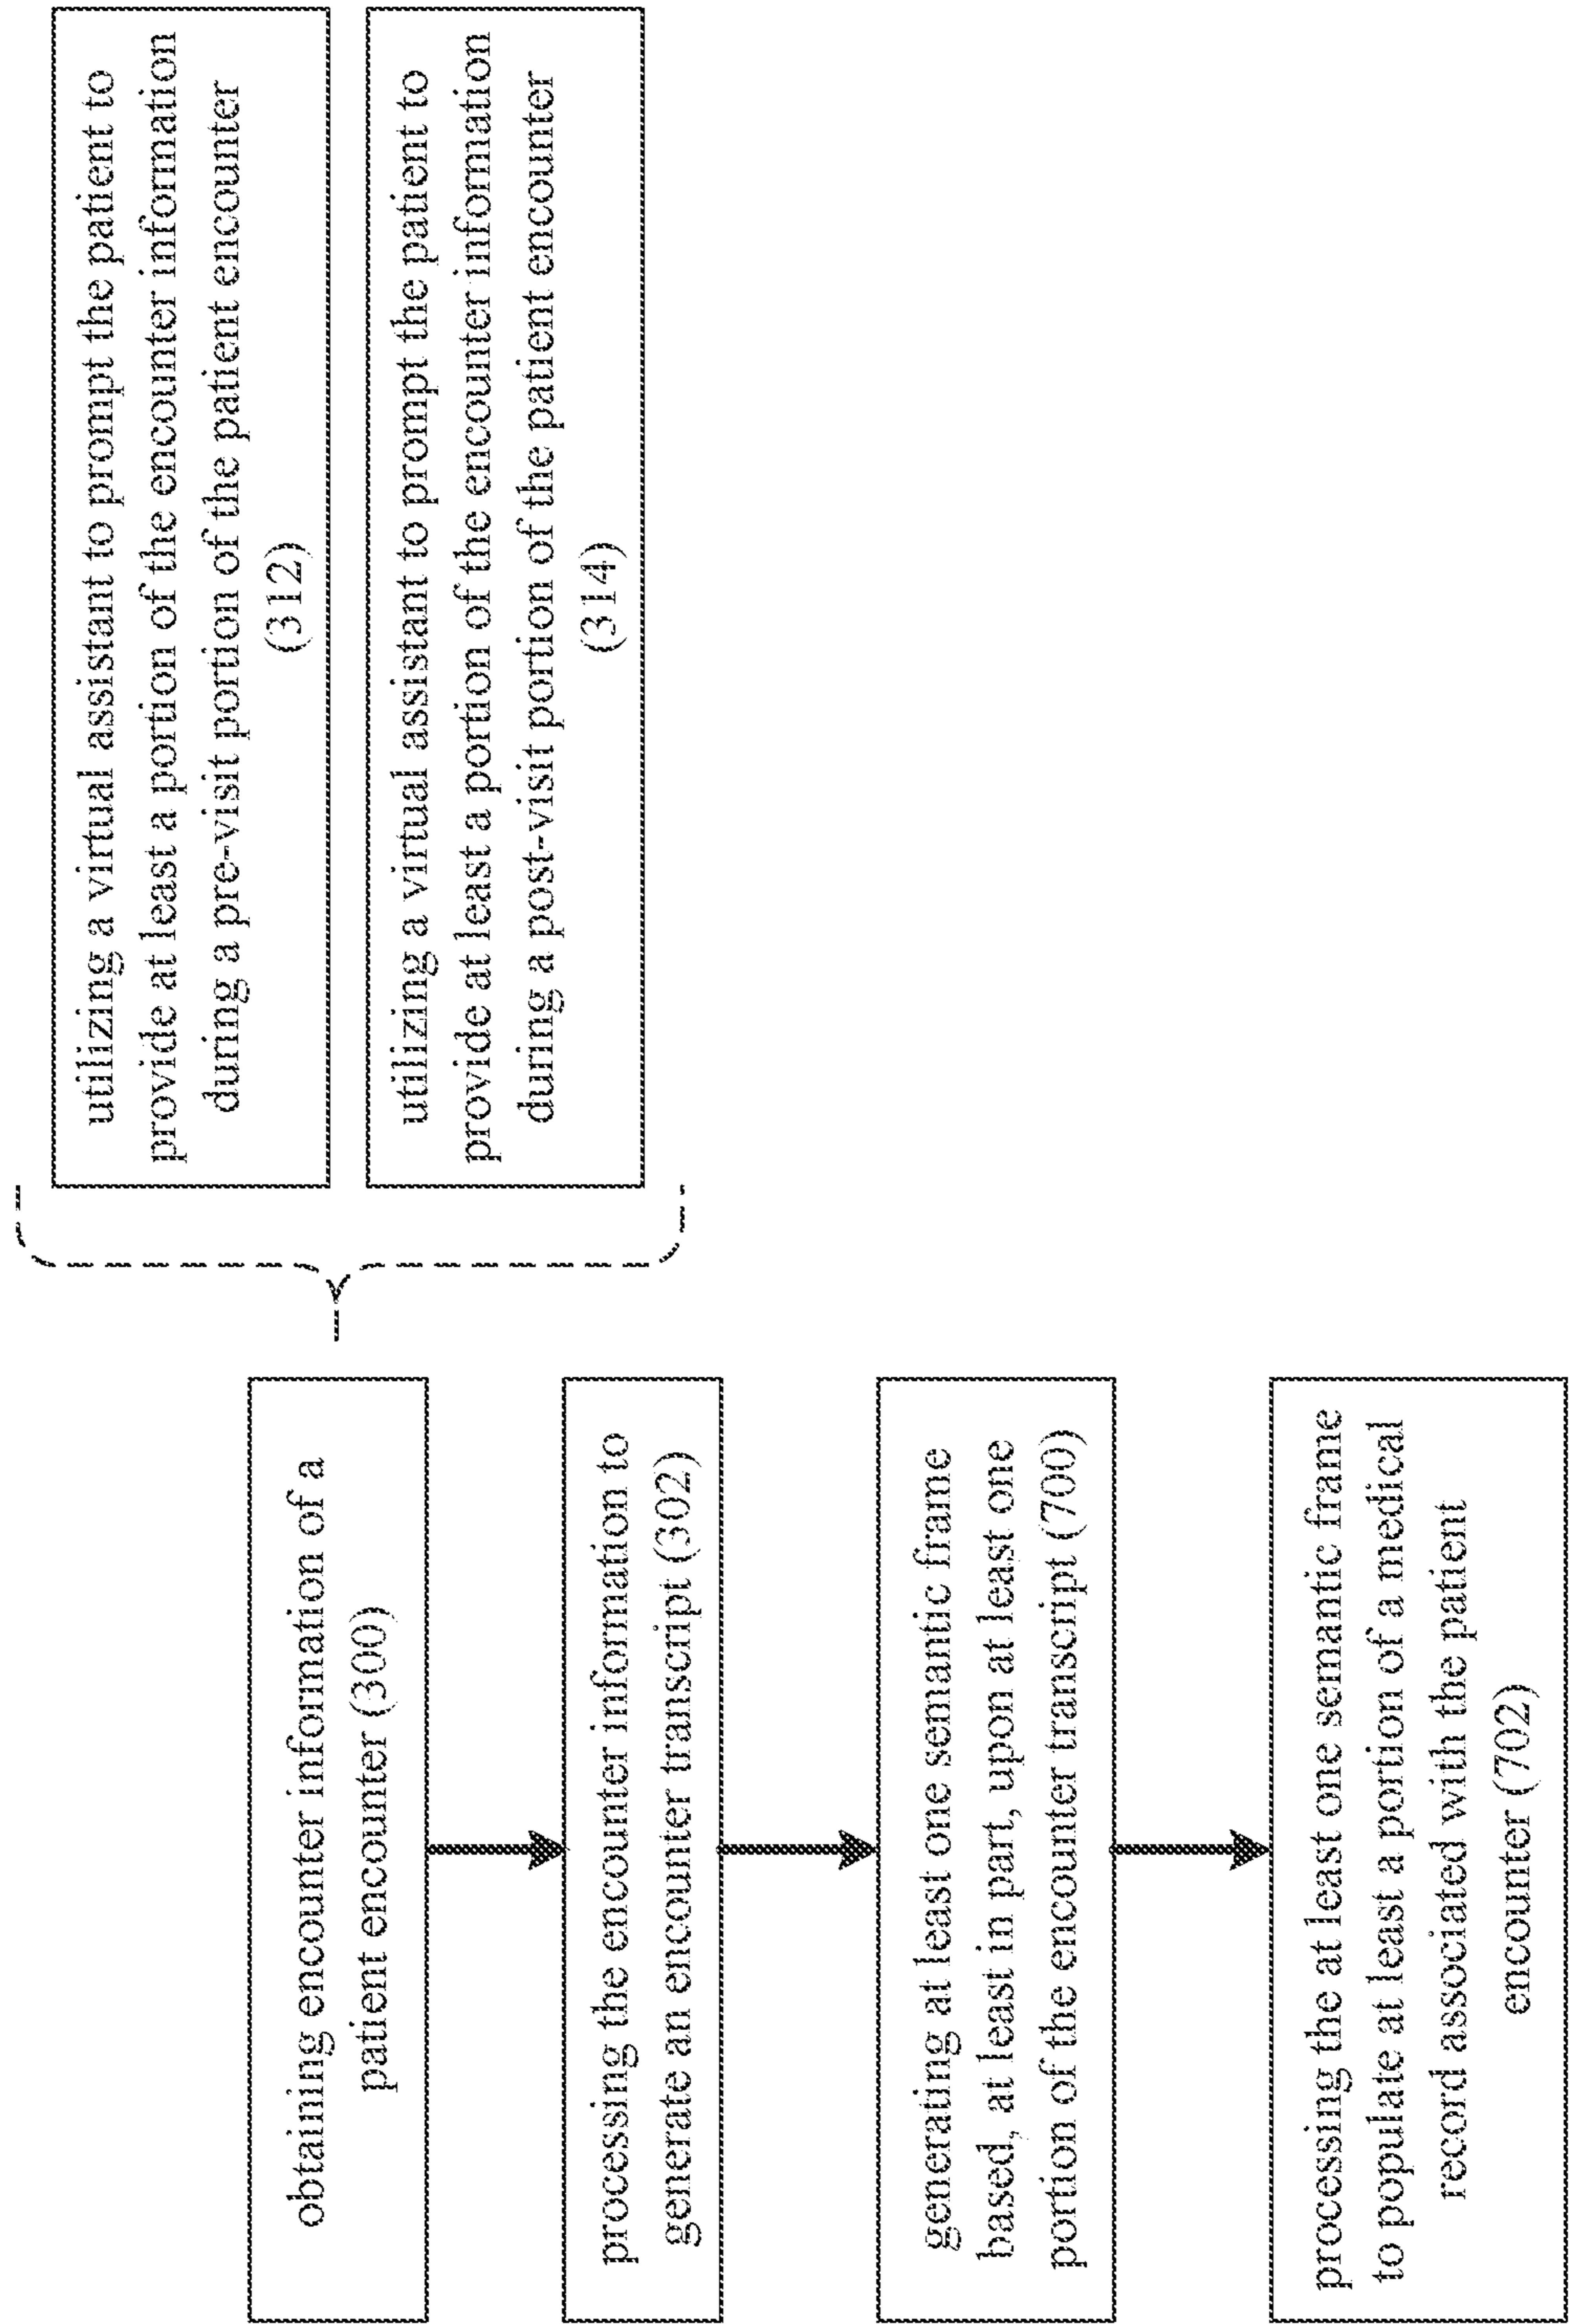 obtaining encounter information of a
patient encounter (300)
utilizing a virtual assistant to prompt the patient to
provide at least a portion of the encounter information
during a pre-visit portion of the patient encounter
(312)
utilizing a virtual assistant to prompt the patient to
provide at least a portion of the encounter information
during a post-visit portion of the patient encounter
(314)
processing the encounter information to
generate an encounter transcript (302)
generating at least one semantic frame
based, at least in part, upon at least one
portion of the encounter transcript (700)
processing the at least one semantic frame
to populate at least a portion of a medical
record associated with the patient
encounter (702)